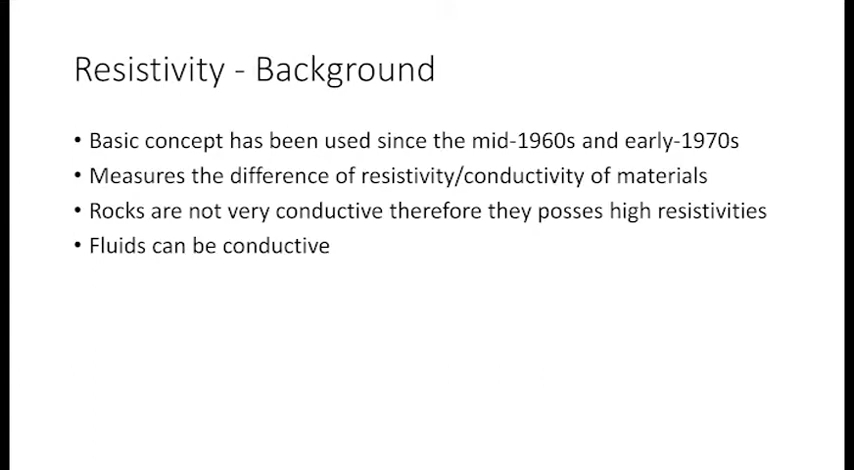 Resistivity - Background
• Basic concept has been used since the mid-1960s and early-1970s
• Measures the difference of resistivity/conductivity of materials
• Rocks are not very conductive therefore they posses high resistivities
• Fluids can be conductive